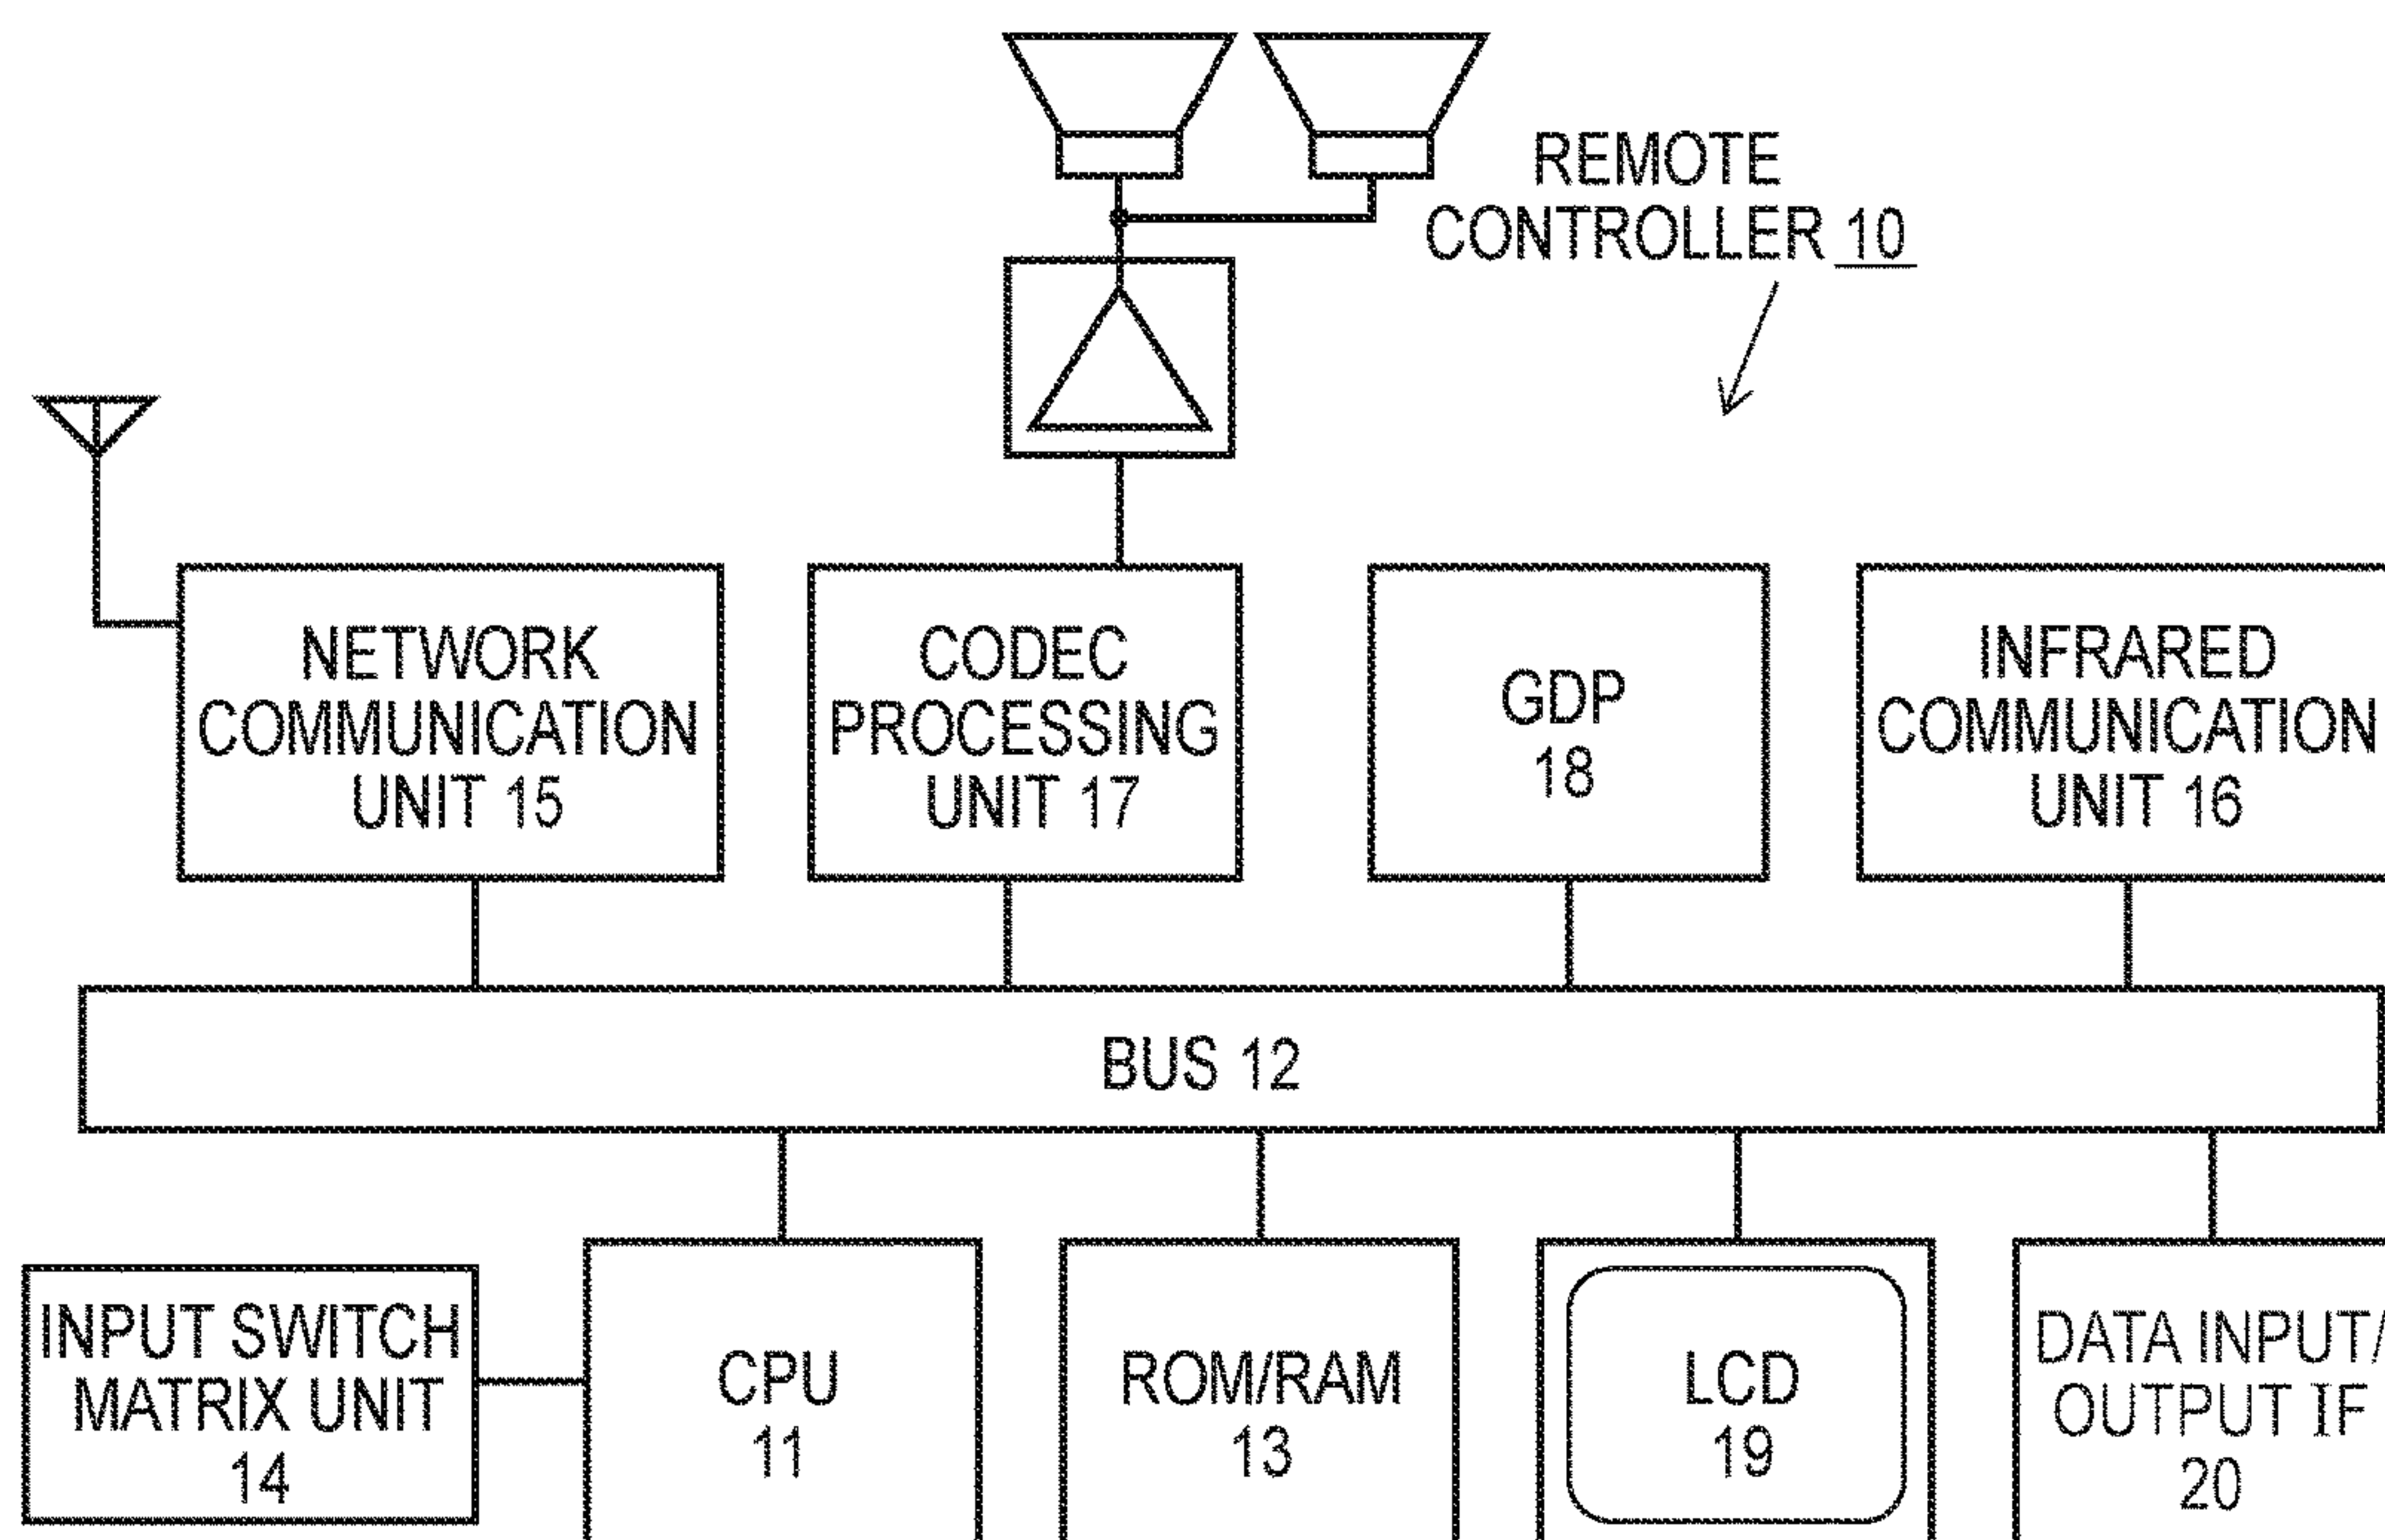 REMOTE
CONTROLLER 10
NETWORK
COMMUNICATION
UNIT 15
CODEC
PROCESSING
UNIT 17
GDP
18
INFRARED
COMMUNICATION
UNIT 16
BUS 12
INPUT SWITCH
MATRIX UNIT
14
CPU
11
ROM/RAM
13
LCD
19
DATA INPUT/
OUTPUT IF
20